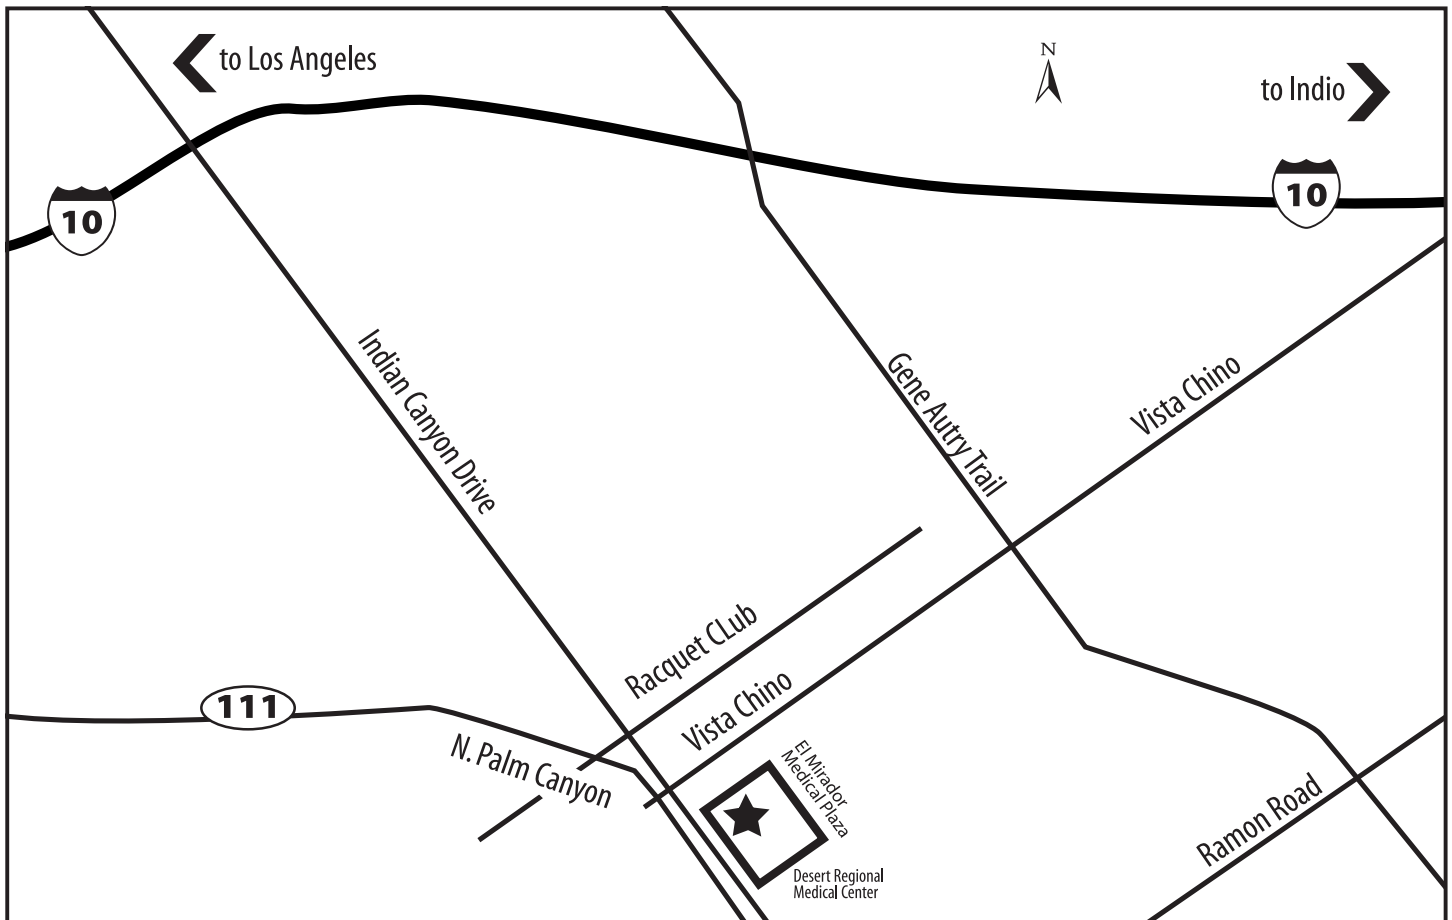 to Los Angeles
N
to Indio
10
10
Indian Canyon Drive
Gene Autry Trail
Vista Chino
Racquet CLub
Vista Chino
111
N. Palm Canyon
El Mirador
Medical Plaza
Ramon Road
Desert Regional
Medical Center